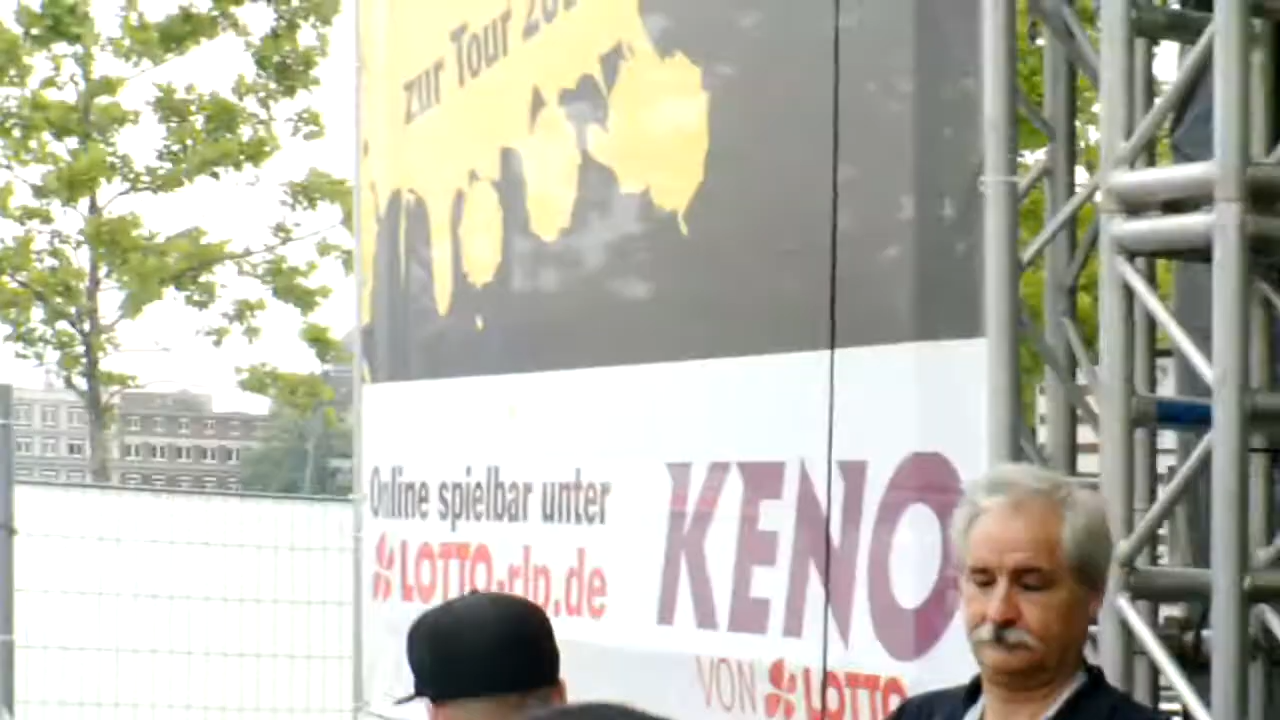 zur Tour
Online spielbar unter
LOTTO-rlp.de
KENO
VON LOTTO